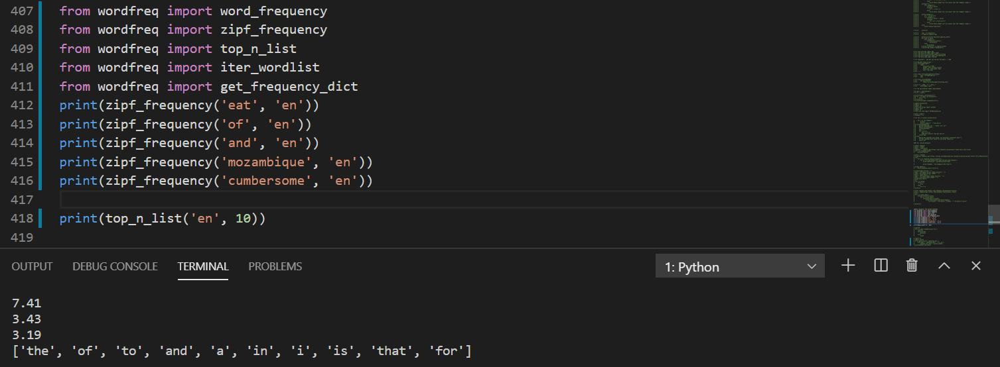 407 from wordfreq import word_frequency
408 from wordfreq import zipf_frequency
409 from wordfreq import top_n_list
410 from wordfreq import iter_wordlist
411 from wordfreq import get_frequency_dict
412 print(zipf_frequency('eat', 'en'))
413 print(zipf_frequency('of', 'en'))
414 print(zipf_frequency('and', 'en'))
415 print(zipf_frequency('mozambique', 'en'))
416 print(zipf_frequency('cumbersome', 'en'))
417
418 print(top_n_list('en', 10))
419
OUTPUT DEBUG CONSOLE TERMINAL PROBLEMS 1: Python
7.41
3.43
3.19
['the', 'of', 'to', 'and', 'a', 'in', 'i', 'is', 'that', 'for']